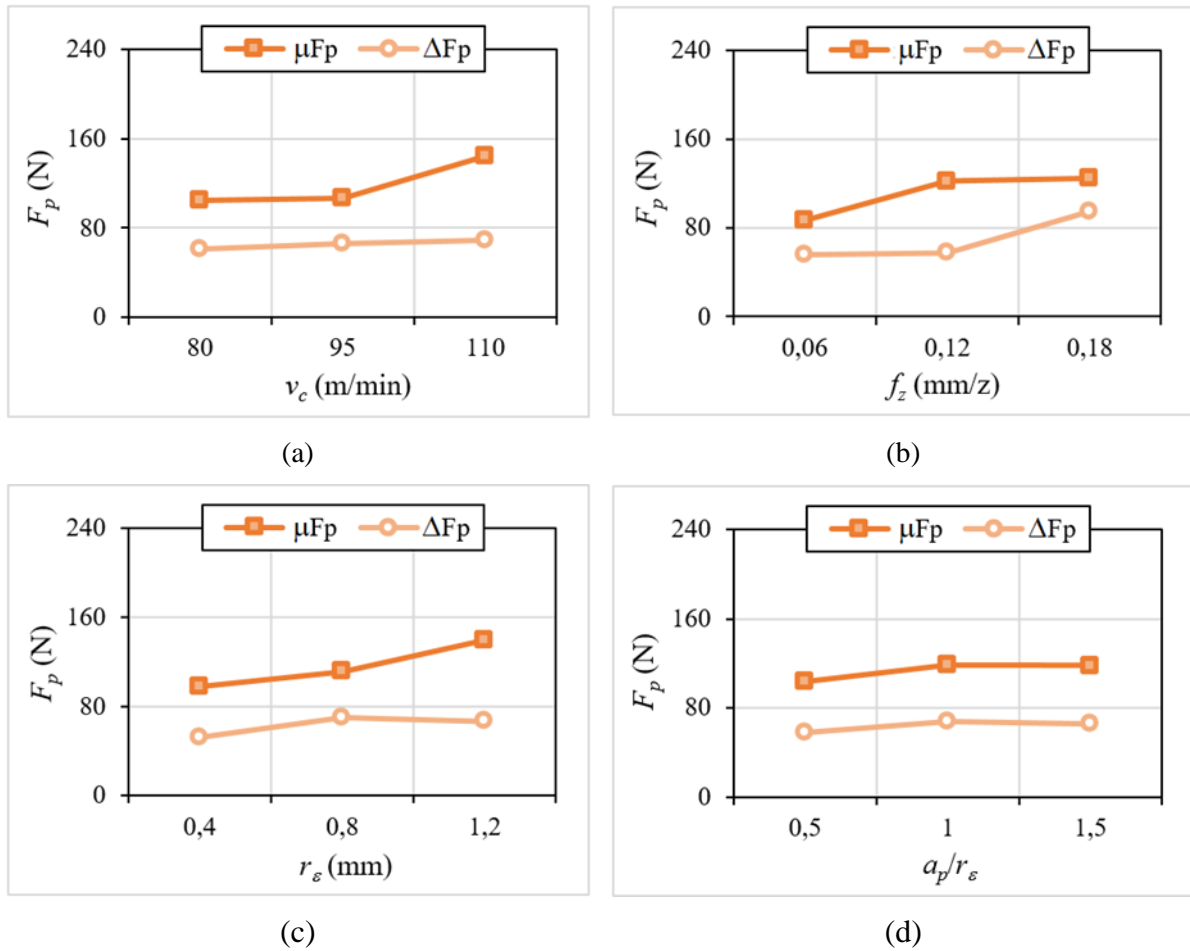 μFp ΔFp
240
160
80
0
F_p (N)
80 95 110
v_c (m/min)
(a)
μFp ΔFp
240
160
80
0
F_p (N)
0,06 0,12 0,18
f_z (mm/z)
(b)
μFp ΔFp
240
160
80
0
F_p (N)
0,4 0,8 1,2
r_ε (mm)
(c)
μFp ΔFp
240
160
80
0
F_p (N)
0,5 1 1,5
a_p/r_ε
(d)